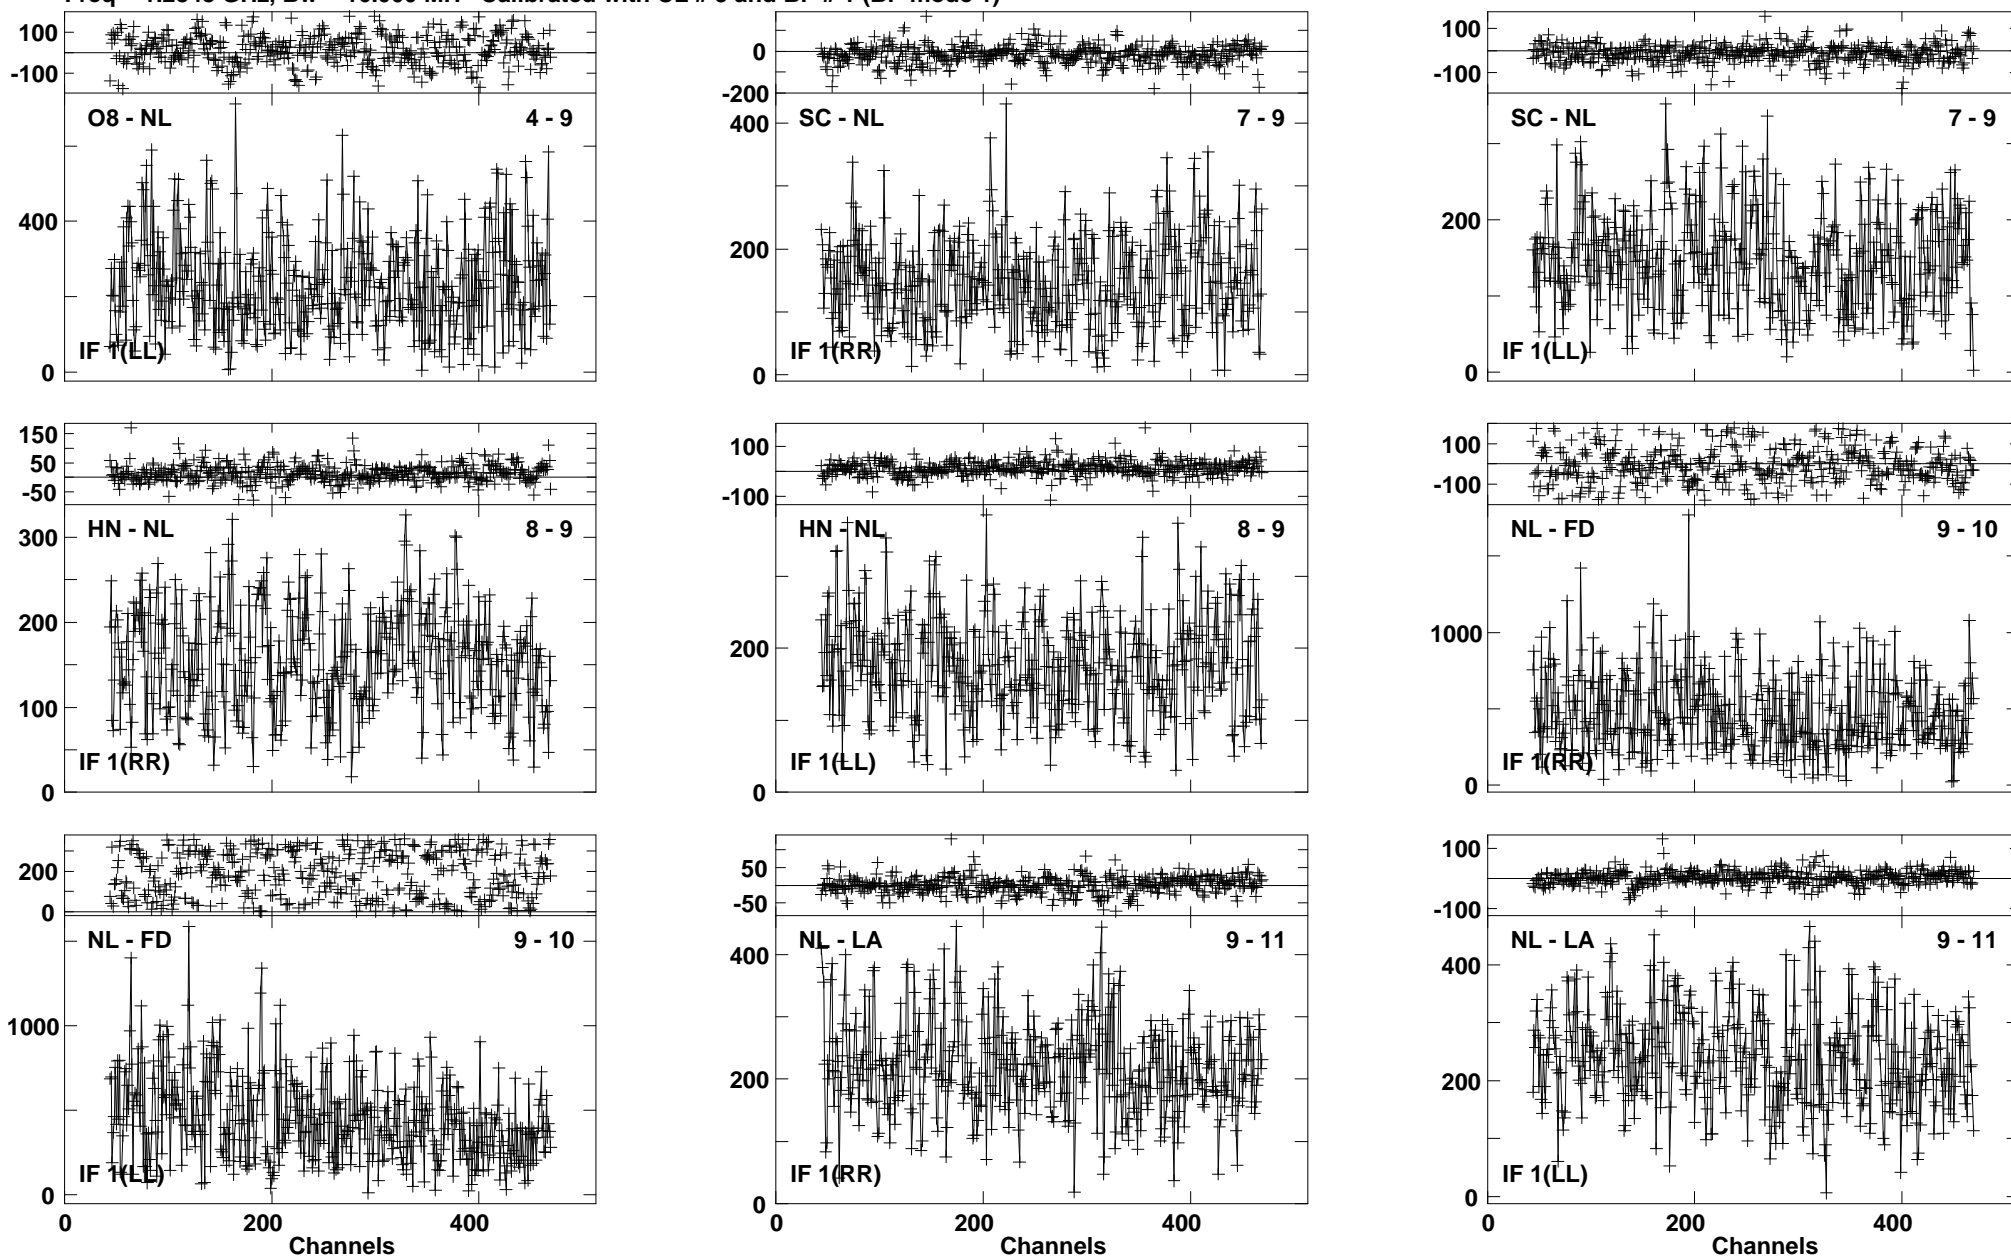 100
-100
O8 - NL 4 - 9
400
0
IF 1(LL)
0
-200
SC - NL 7 - 9
400
200
0
IF 1(RR)
100
-100
SC - NL 7 - 9
200
0
IF 1(LL)
150
50
-50
HN - NL 8 - 9
300
200
100
0
IF 1(RR)
100
-100
HN - NL 8 - 9
200
0
IF 1(LL)
100
-100
NL - FD 9 - 10
1000
0
IF 1(RR)
200
0
NL - FD 9 - 10
1000
0
IF 1(LL)
0 200 400
Channels
50
-50
NL - LA 9 - 11
400
200
0
IF 1(RR)
0 200 400
Channels
100
-100
NL - LA 9 - 11
400
200
0
IF 1(LL)
0 200 400
Channels